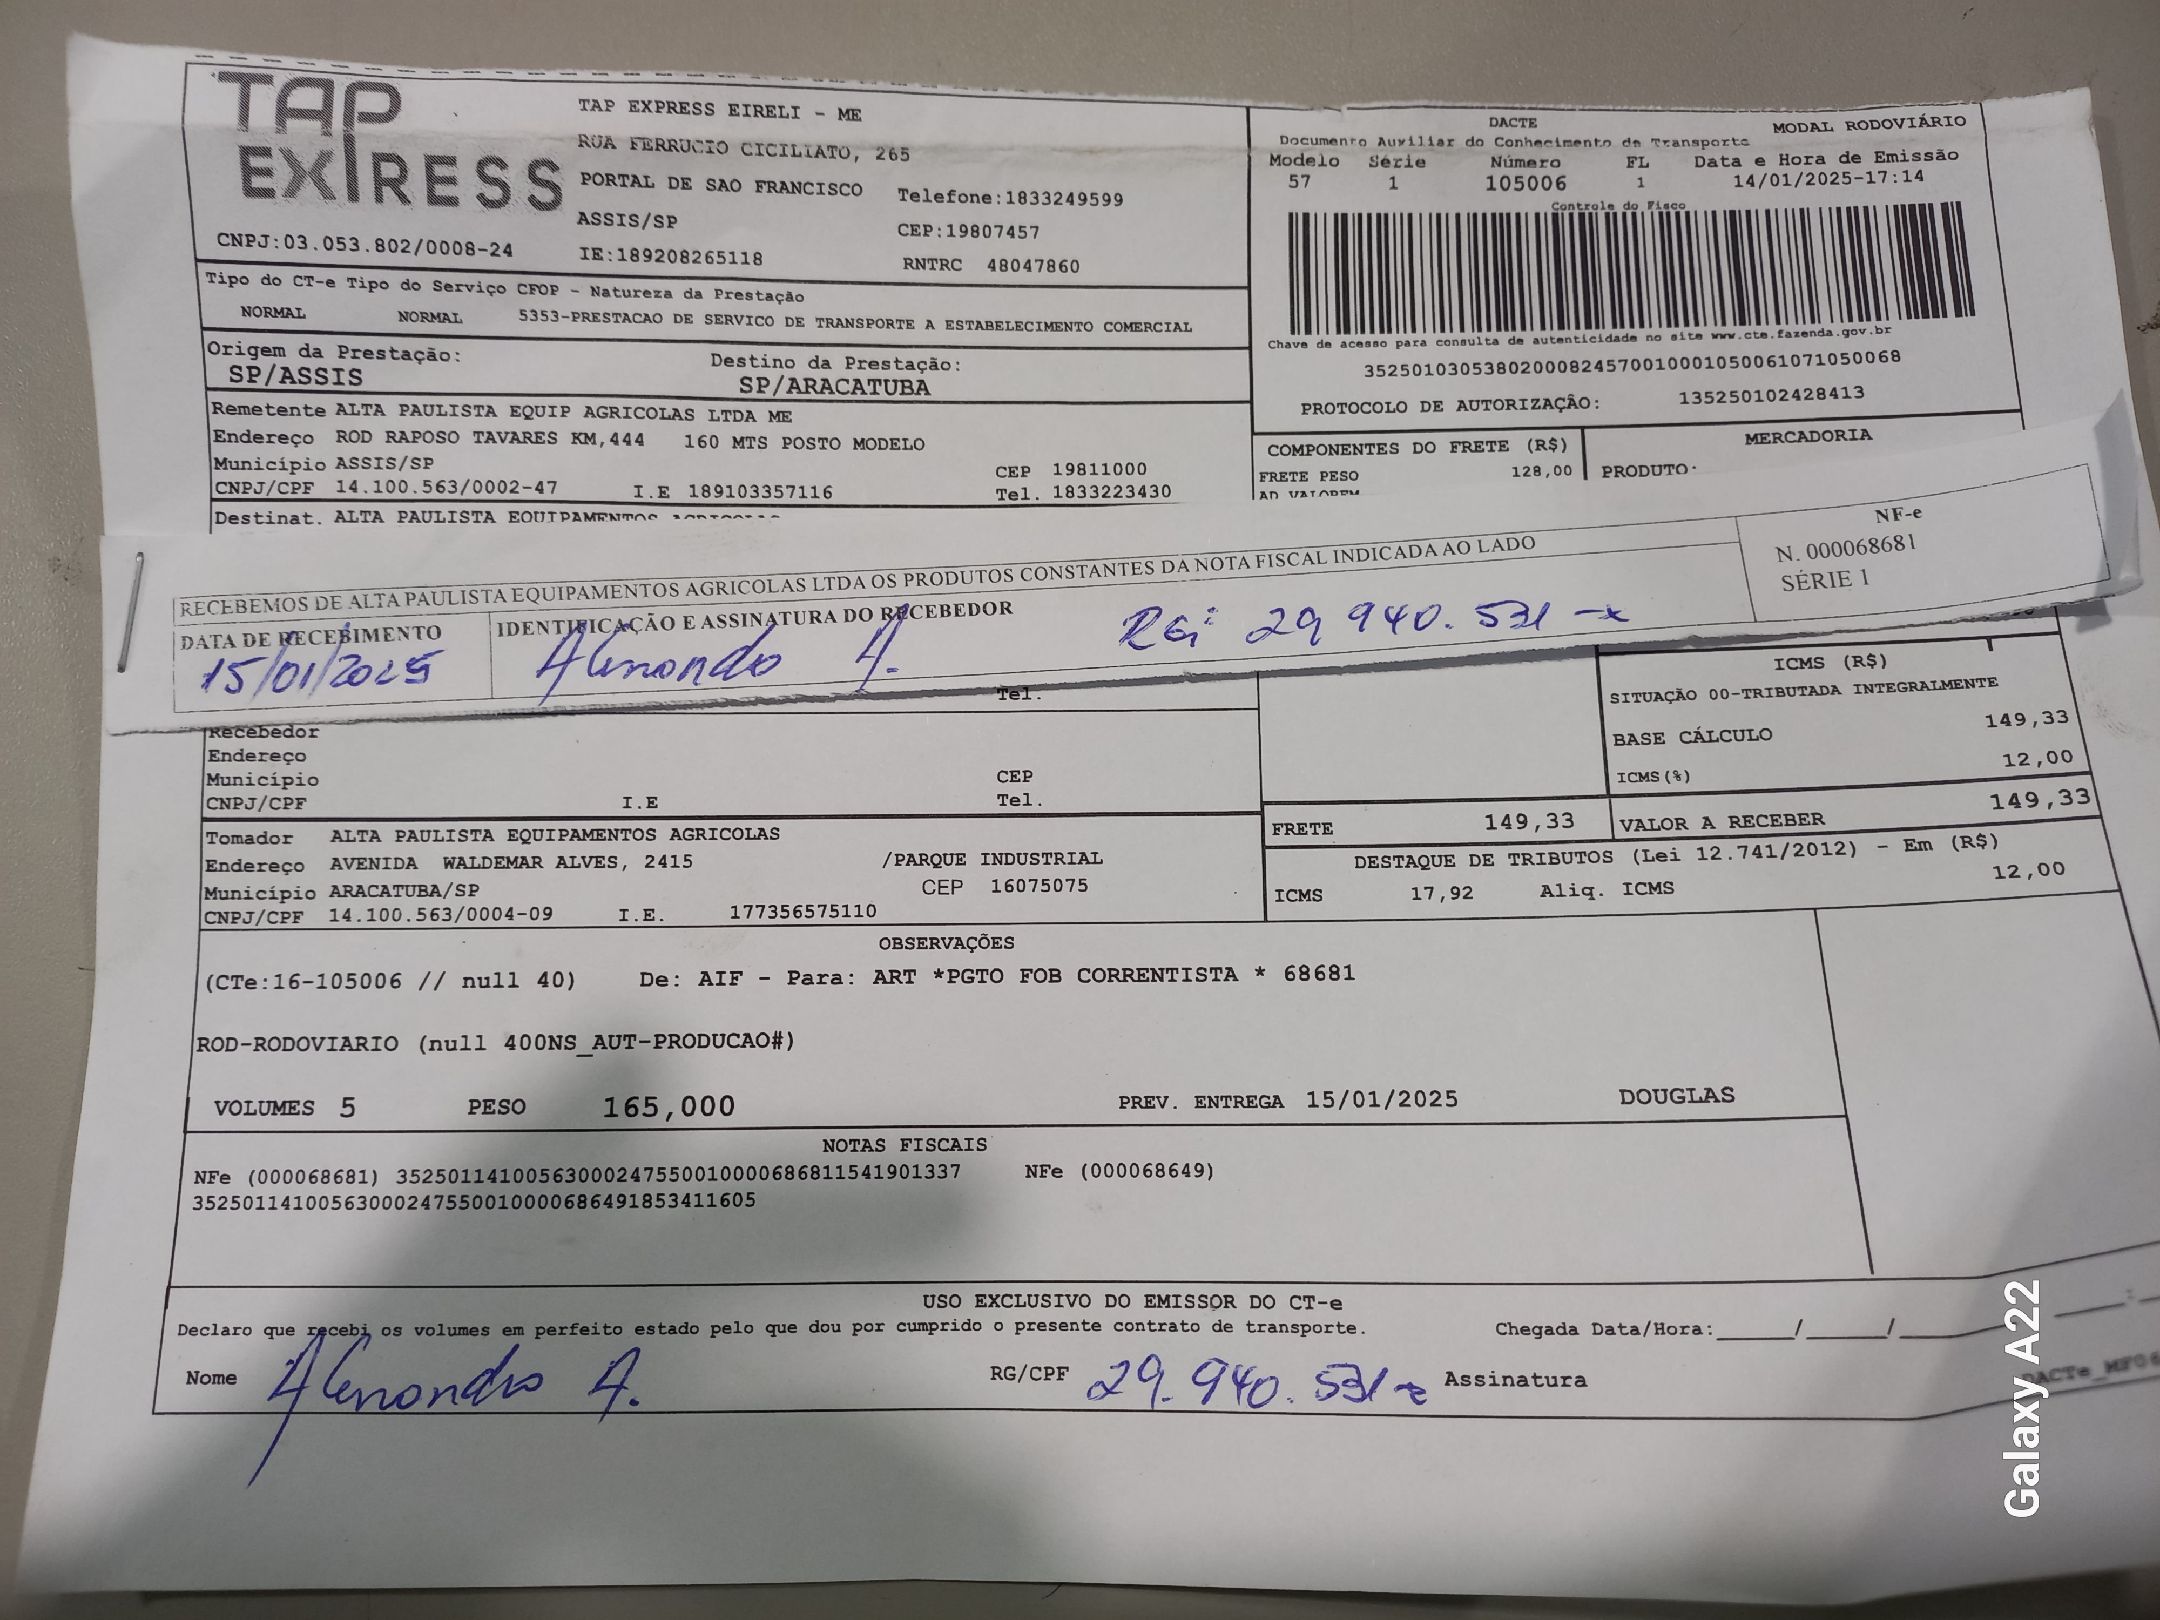 TAP EXPRESS
TAP EXPRESS EIRELI - ME
RUA FERRUCIO CICILIATO, 265
PORTAL DE SAO FRANCISCO Telefone:1833249599
ASSIS/SP CEP:19807457
CNPJ:03.053.802/0008-24 IE:189208265118 RNTRC 48047860
DACTE MODAL RODOVIÁRIO
Documento Auxiliar do Conhecimento de Transporte
Modelo Série Número FL Data e Hora de Emissão
57 1 105006 1 14/01/2025-17:14
Controle do Fisco
Chave de acesso para consulta de autenticidade no site www.cte.fazenda.gov.br
35250103053802000824570010001050061071050068
PROTOCOLO DE AUTORIZAÇÃO: 135250102428413
Tipo do CT-e Tipo do Serviço CFOP - Natureza da Prestação
NORMAL NORMAL 5353-PRESTACAO DE SERVICO DE TRANSPORTE A ESTABELECIMENTO COMERCIAL
Origem da Prestação: Destino da Prestação:
SP/ASSIS SP/ARACATUBA
Remetente ALTA PAULISTA EQUIP AGRICOLAS LTDA ME
Endereço ROD RAPOSO TAVARES KM,444 160 MTS POSTO MODELO
Município ASSIS/SP CEP 19811000
CNPJ/CPF 14.100.563/0002-47 I.E 189103357116 Tel. 1833223430
Destinat. ALTA PAULISTA EQUIPAMENTOS
COMPONENTES DO FRETE (R$) MERCADORIA
FRETE PESO 128,00 PRODUTO:
AD VALOREM
RECEBEMOS DE ALTA PAULISTA EQUIPAMENTOS AGRICOLAS LTDA OS PRODUTOS CONSTANTES DA NOTA FISCAL INDICADA AO LADO
NF-e
N. 000068681
SÉRIE 1
DATA DE RECEBIMENTO IDENTIFICAÇÃO E ASSINATURA DO RECEBEDOR
15/01/2025 A. RG: 29 940. 531-x
Tel.
Recebedor
Endereço
Município CEP
CNPJ/CPF I.E Tel.
ICMS (R$)
SITUAÇÃO 00-TRIBUTADA INTEGRALMENTE
BASE CÁLCULO 149,33
ICMS(%) 12,00
FRETE 149,33 VALOR A RECEBER 149,33
Tomador ALTA PAULISTA EQUIPAMENTOS AGRICOLAS
Endereço AVENIDA WALDEMAR ALVES, 2415 /PARQUE INDUSTRIAL
Município ARACATUBA/SP CEP 16075075
CNPJ/CPF 14.100.563/0004-09 I.E. 177356575110
DESTAQUE DE TRIBUTOS (Lei 12.741/2012) - Em (R$)
ICMS 17,92 Aliq. ICMS 12,00
OBSERVAÇÕES
(CTe:16-105006 // null 40) De: AIF - Para: ART *PGTO FOB CORRENTISTA * 68681
ROD-RODOVIARIO (null 400NS_AUT-PRODUCAO#)
VOLUMES 5 PESO 165,000 PREV. ENTREGA 15/01/2025 DOUGLAS
NOTAS FISCAIS
NFe (000068681) 35250114100563000247550010000686811541901337 NFe (000068649)
35250114100563000247550010000686491853411605
USO EXCLUSIVO DO EMISSOR DO CT-e
Declaro que recebi os volumes em perfeito estado pelo que dou por cumprido o presente contrato de transporte. Chegada Data/Hora:_____/_____/_____ ____:__
Nome A. RG/CPF 29. 940. 531-x Assinatura
Galaxy A22